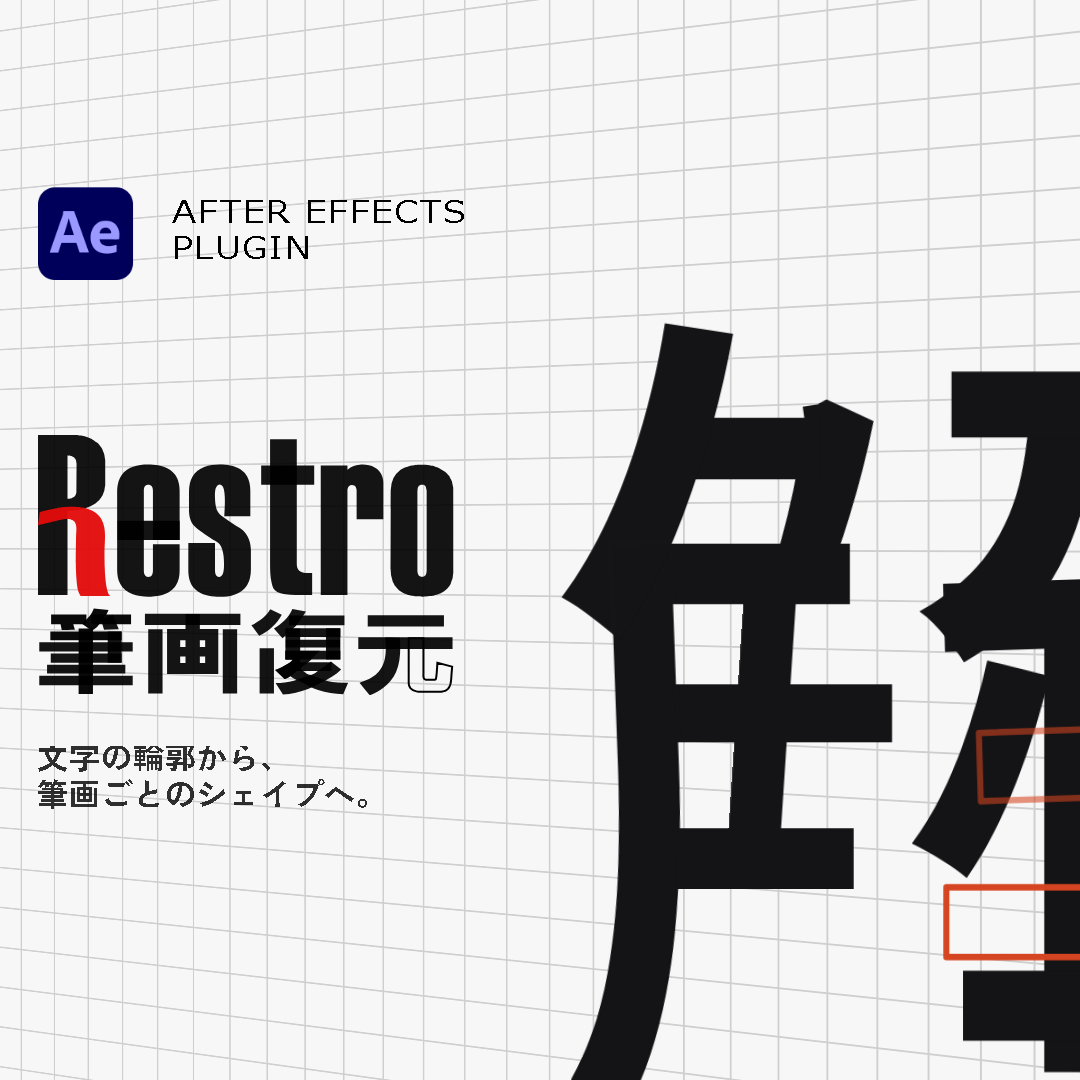 Ae
AFTER EFFECTS
PLUGIN
Restro
筆画復元
文字の輪郭から、
筆画ごとのシェイプへ。